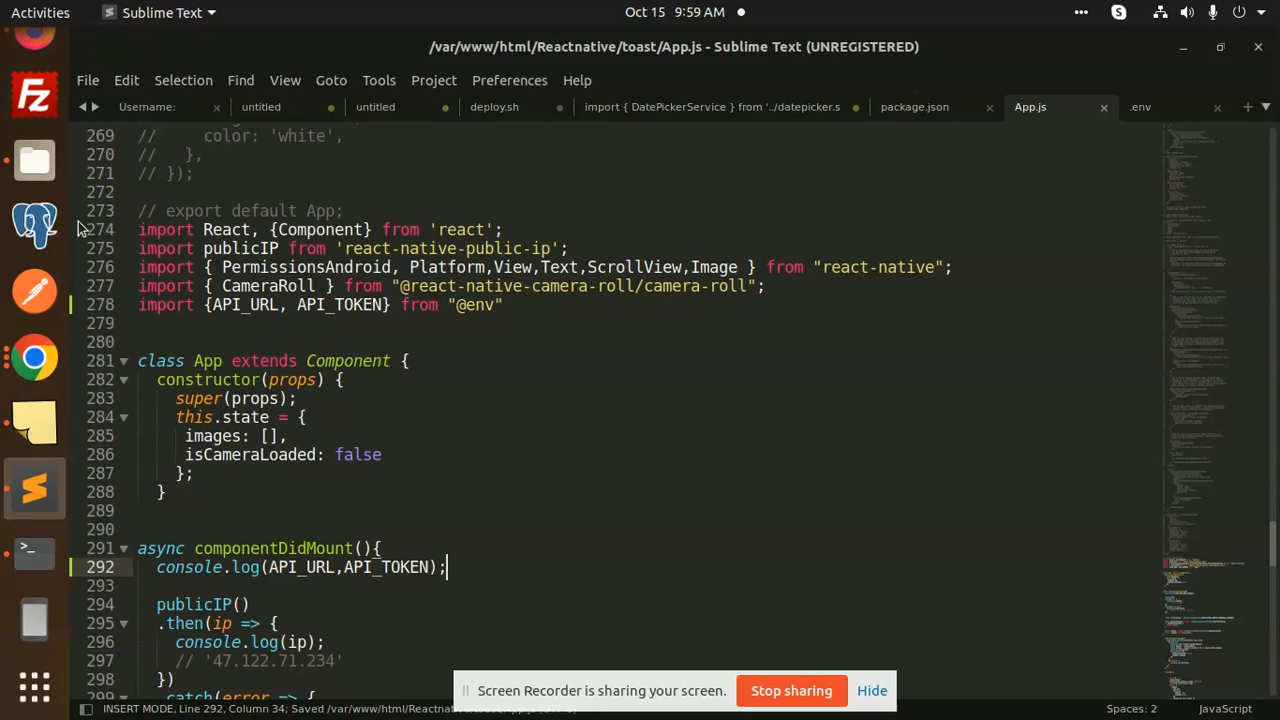 Activities
Sublime Text
Oct 15 9:59 AM
/var/www/html/Reactnative/toast/App.js - Sublime Text (UNREGISTERED)
File Edit Selection Find View Goto Tools Project Preferences Help
Username: untitled untitled deploy.sh import { DatePickerService } from '../datepicker.s package.json App.js .env
269 // color: 'white',
270 // },
271 // });
272
273 // export default App;
274 import React, {Component} from 'react';
275 import publicIP from 'react-native-public-ip';
276 import { PermissionsAndroid, Platform,View,Text,ScrollView,Image } from "react-native";
277 import { CameraRoll } from "@react-native-camera-roll/camera-roll";
278 import {API_URL, API_TOKEN} from "@env"
279
280
281 class App extends Component {
282 constructor(props) {
283 super(props);
284 this.state = {
285 images: [],
286 isCameraLoaded: false
287 };
288 }
289
290
291 async componentDidMount(){
292 console.log(API_URL,API_TOKEN);
293
294 publicIP()
295 .then(ip => {
296 console.log(ip);
297 // '47.122.71.234'
298 })
299 .catch(error => {
Screen Recorder is sharing your screen. Stop sharing Hide
INSERT MODE, Line 292, Column 34; Saved /var/www/html/Reactnative/toast/App.js
Spaces: 2
JavaScript